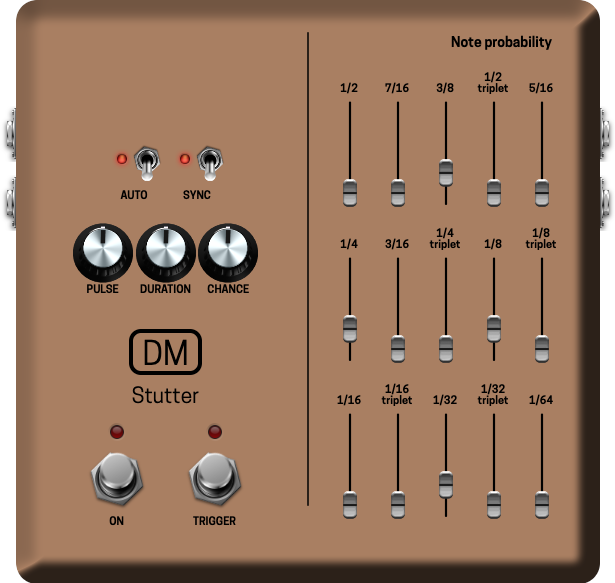 Note probability
1/2 7/16 3/8 1/2 triplet 5/16
AUTO SYNC
1/4 3/16 1/4 triplet 1/8 1/8 triplet
PULSE DURATION CHANCE
DM
Stutter
1/16 1/16 triplet 1/32 1/32 triplet 1/64
ON TRIGGER